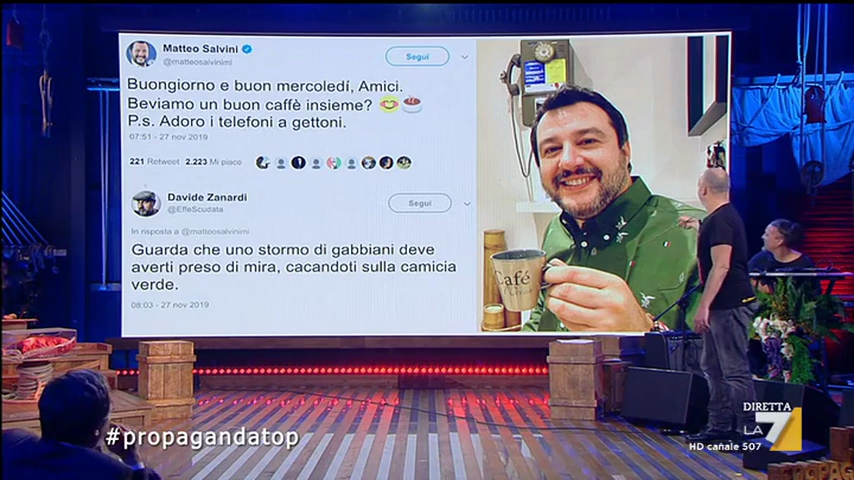 Matteo Salvini
@matteosalvinimi
Segui
Buongiorno e buon mercoledí, Amici.
Beviamo un buon caffè insieme?
P.s. Adoro i telefoni a gettoni.
07:51 - 27 nov 2019
221 Retweet 2.223 Mi piace
Davide Zanardi
@EffeScudata
Segui
In risposta a @matteosalvinimi
Guarda che uno stormo di gabbiani deve
averti preso di mira, cacandoti sulla camicia
verde.
08:03 - 27 nov 2019
Café
#propagandatop
DIRETTA
LA 7
HD canale 507